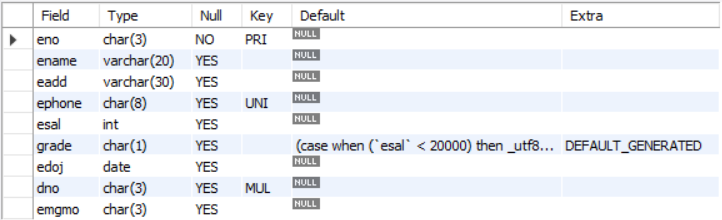 Field Type Null Key Default Extra
eno char(3) NO PRI NULL
ename varchar(20) YES NULL
eadd varchar(30) YES NULL
ephone char(8) YES UNI NULL
esal int YES NULL
grade char(1) YES (case when (`esal` < 20000) then _utf8... DEFAULT_GENERATED
edoj date YES NULL
dno char(3) YES MUL NULL
emgmo char(3) YES NULL